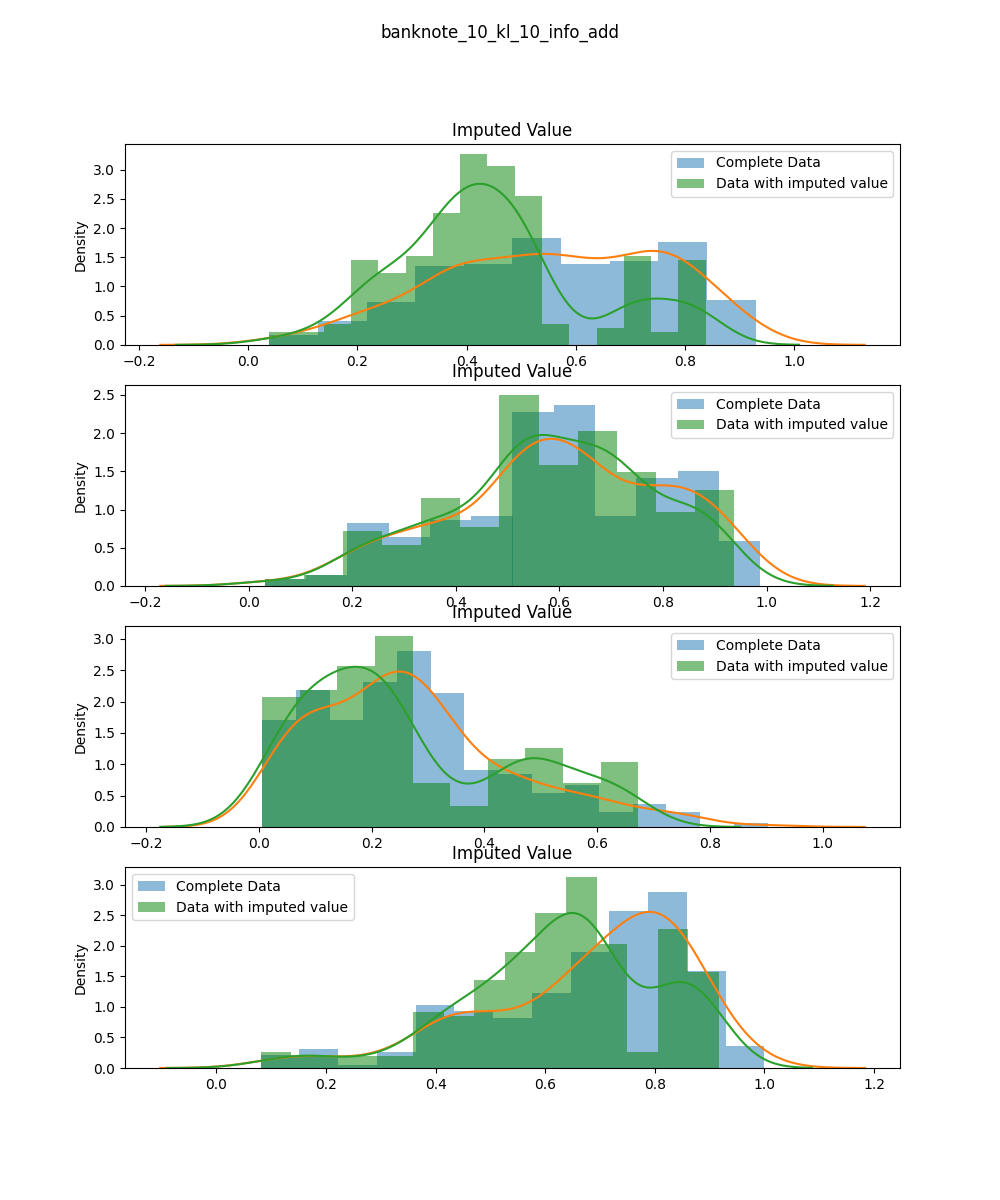 banknote_10_kl_10_info_add
Imputed Value
Complete Data
Data with imputed value
Density
3.0
2.5
2.0
1.5
1.0
0.5
0.0
−0.2 0.0 0.2 0.4 0.6 0.8 1.0
Imputed Value
Complete Data
Data with imputed value
Density
2.5
2.0
1.5
1.0
0.5
0.0
−0.2 0.0 0.2 0.4 0.6 0.8 1.0 1.2
Imputed Value
Complete Data
Data with imputed value
Density
3.0
2.5
2.0
1.5
1.0
0.5
0.0
−0.2 0.0 0.2 0.4 0.6 0.8 1.0
Imputed Value
Complete Data
Data with imputed value
Density
3.0
2.5
2.0
1.5
1.0
0.5
0.0
0.0 0.2 0.4 0.6 0.8 1.0 1.2